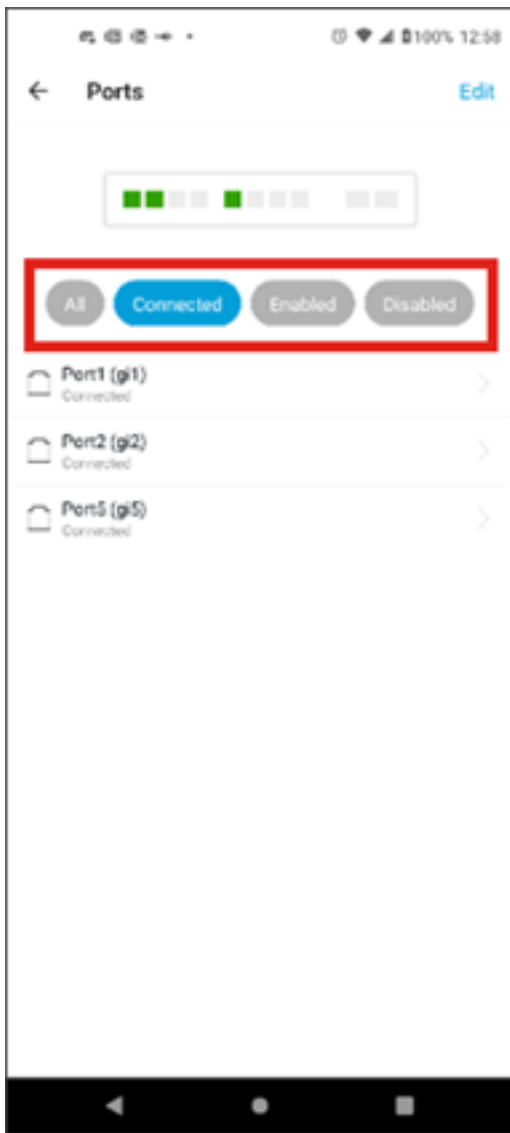 100% 12:58
Ports Edit
All Connected Enabled Disabled
Port1 (gi1)
Connected
Port2 (gi2)
Connected
Port5 (gi5)
Connected